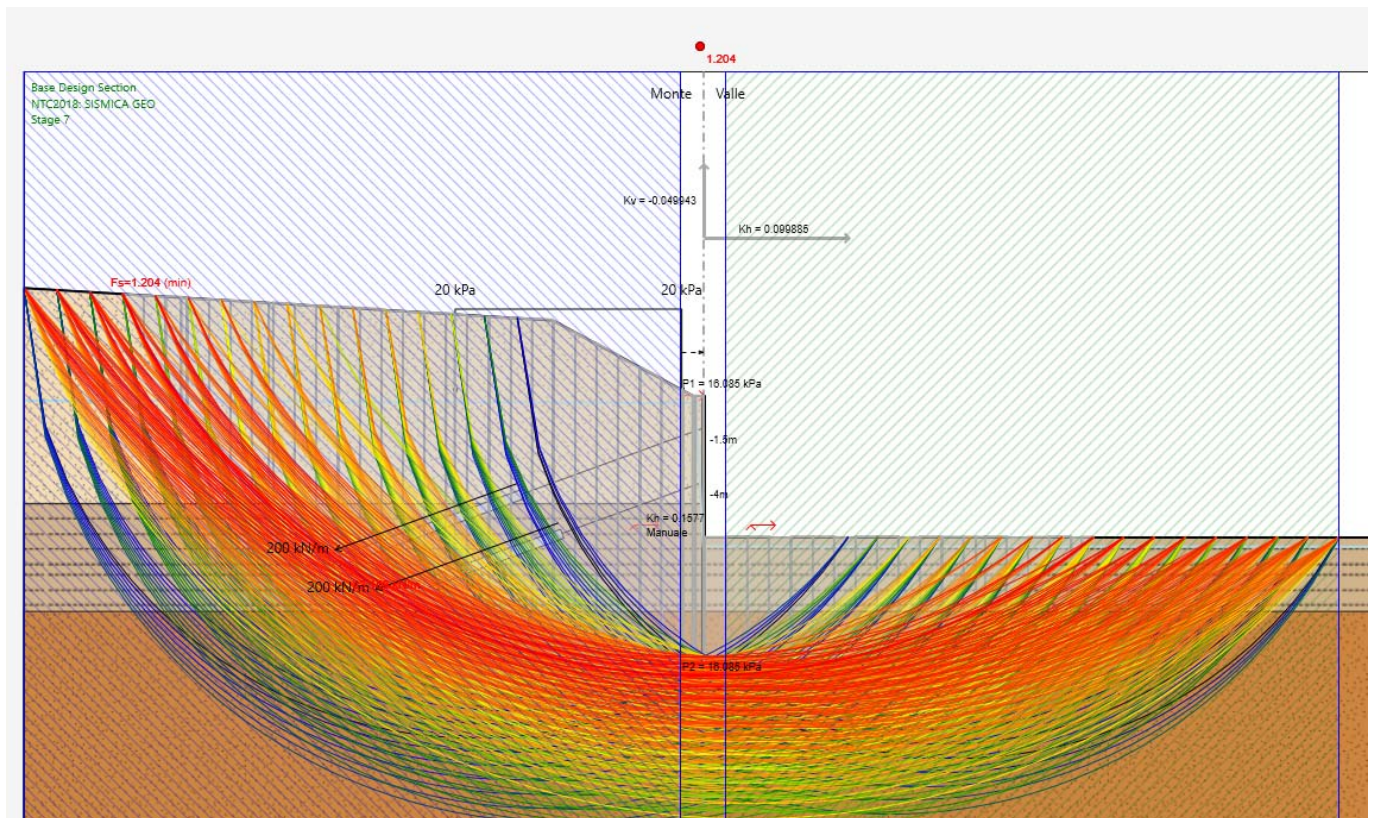 1.204
Base Design Section
NTC2018: SISMICA GEO
Stage 7
Monte Valle
Kv = -0.049943
Kh = 0.099885
Fs=1.204 (min)
20 kPa 20 kPa
P1 = 16.085 kPa
-1.5m
-4m
Kh = 0.1577
Manuale
200 kN/m
200 kN/m
P2 = 16.085 kPa